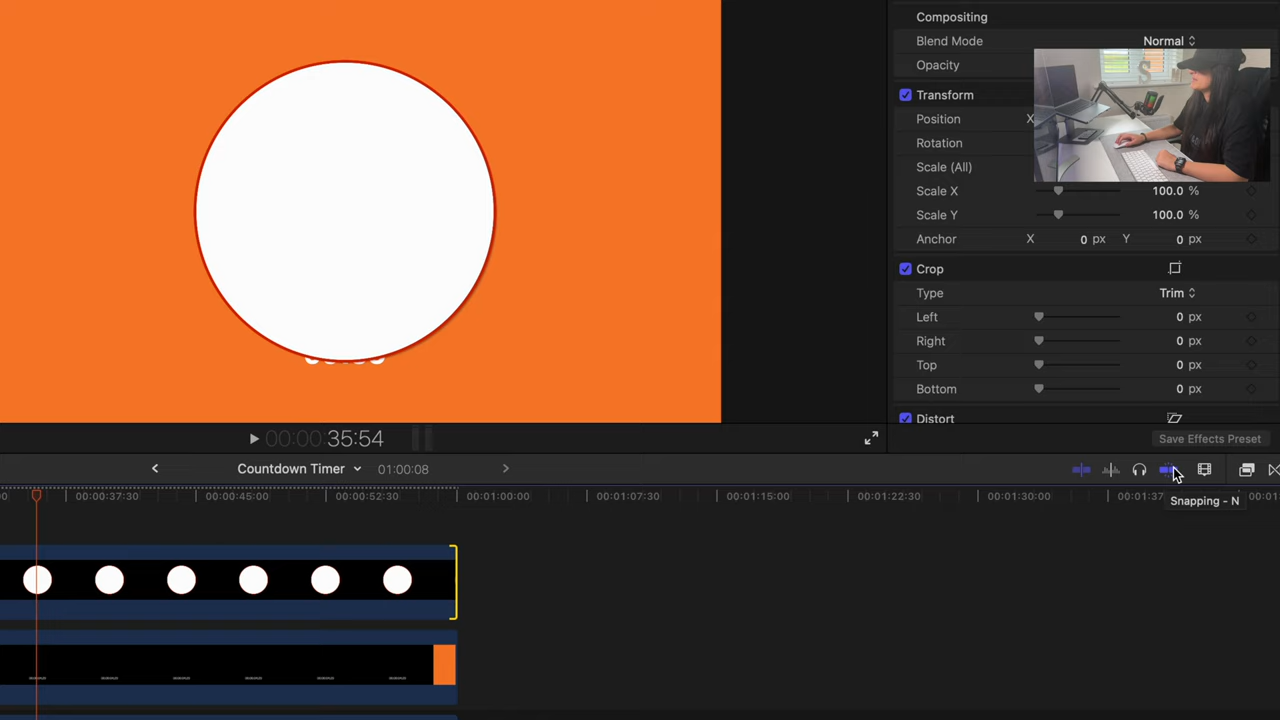 Compositing
Blend Mode Normal
Opacity
Transform
Position X
Rotation
Scale (All)
Scale X 100.0 %
Scale Y 100.0 %
Anchor X 0 px Y 0 px
Crop
Type Trim
Left 0 px
Right 0 px
Top 0 px
Bottom 0 px
Distort
00:00:35:54
Save Effects Preset
Countdown Timer 01:00:08
00:00:37:30 00:00:45:00 00:00:52:30 00:01:00:00 00:01:07:30 00:01:15:00 00:01:22:30 00:01:30:00 00:01:37
Snapping - N